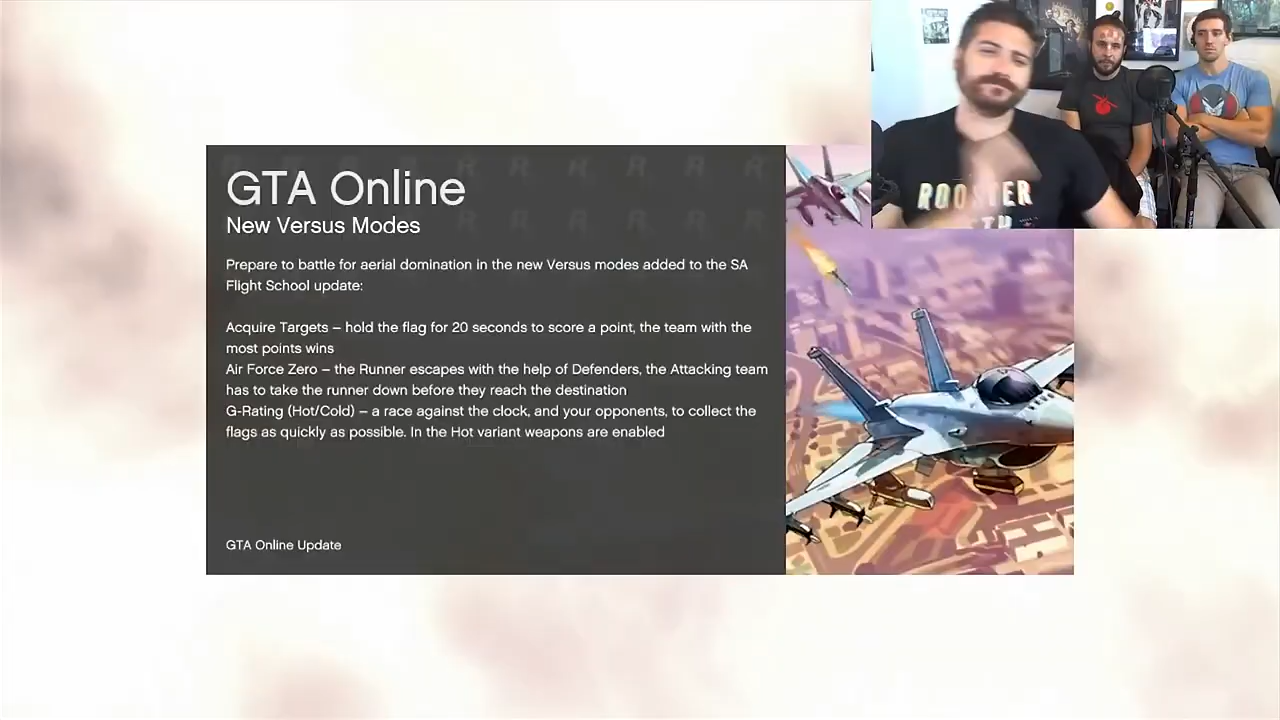 GTA Online
New Versus Modes
Prepare to battle for aerial domination in the new Versus modes added to the SA
Flight School update:
Acquire Targets – hold the flag for 20 seconds to score a point, the team with the
most points wins
Air Force Zero – the Runner escapes with the help of Defenders, the Attacking team
has to take the runner down before they reach the destination
G-Rating (Hot/Cold) – a race against the clock, and your opponents, to collect the
flags as quickly as possible. In the Hot variant weapons are enabled
GTA Online Update